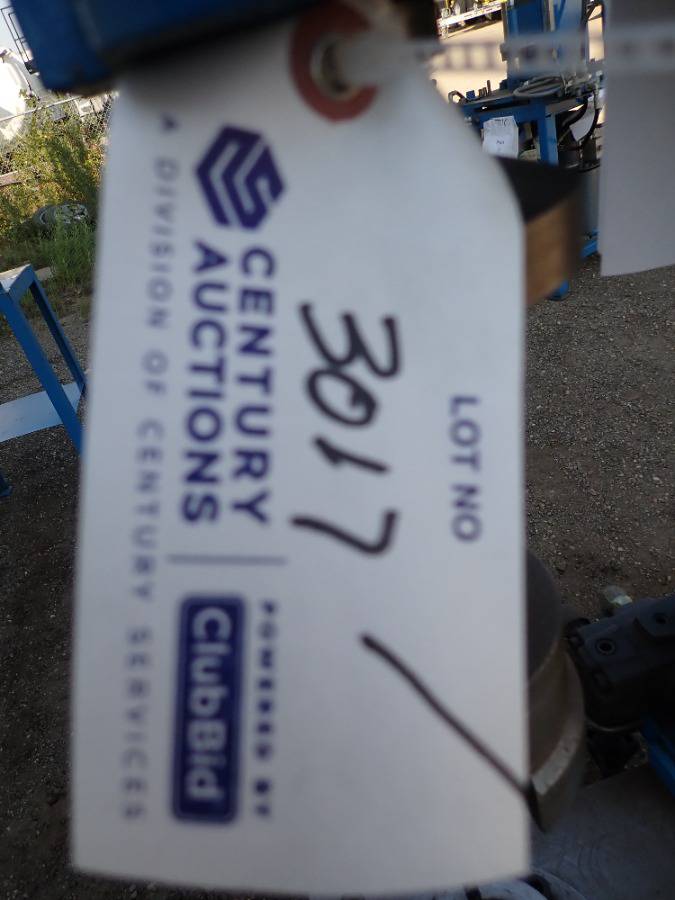 LOT NO
3017
CENTURY
AUCTIONS
A DIVISION OF CENTURY SERVICES
POWERED BY
ClubBid